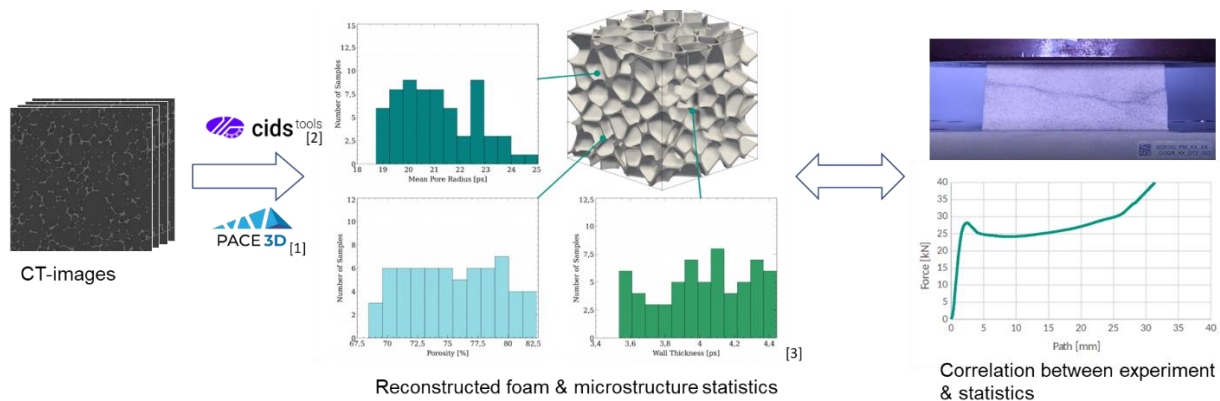 CT-images
cids tools
[2]
PACE 3D
[1]
Number of Samples
15
12,5
10
7,5
5
2,5
0
18 19 20 21 22 23 24 25
Mean Pore Radius [px]
Number of Samples
12
10
8
6
4
2
0
67,5 70 72,5 75 77,5 80 82,5
Porosity [%]
Number of Samples
12,5
10
7,5
5
2,5
0
3,4 3,6 3,8 4 4,2 4,4
Wall Thickness [px]
[3]
Reconstructed foam & microstructure statistics
Force [kN]
40
35
30
25
20
15
10
5
0
0 5 10 15 20 25 30 35 40
Path [mm]
Correlation between experiment
& statistics